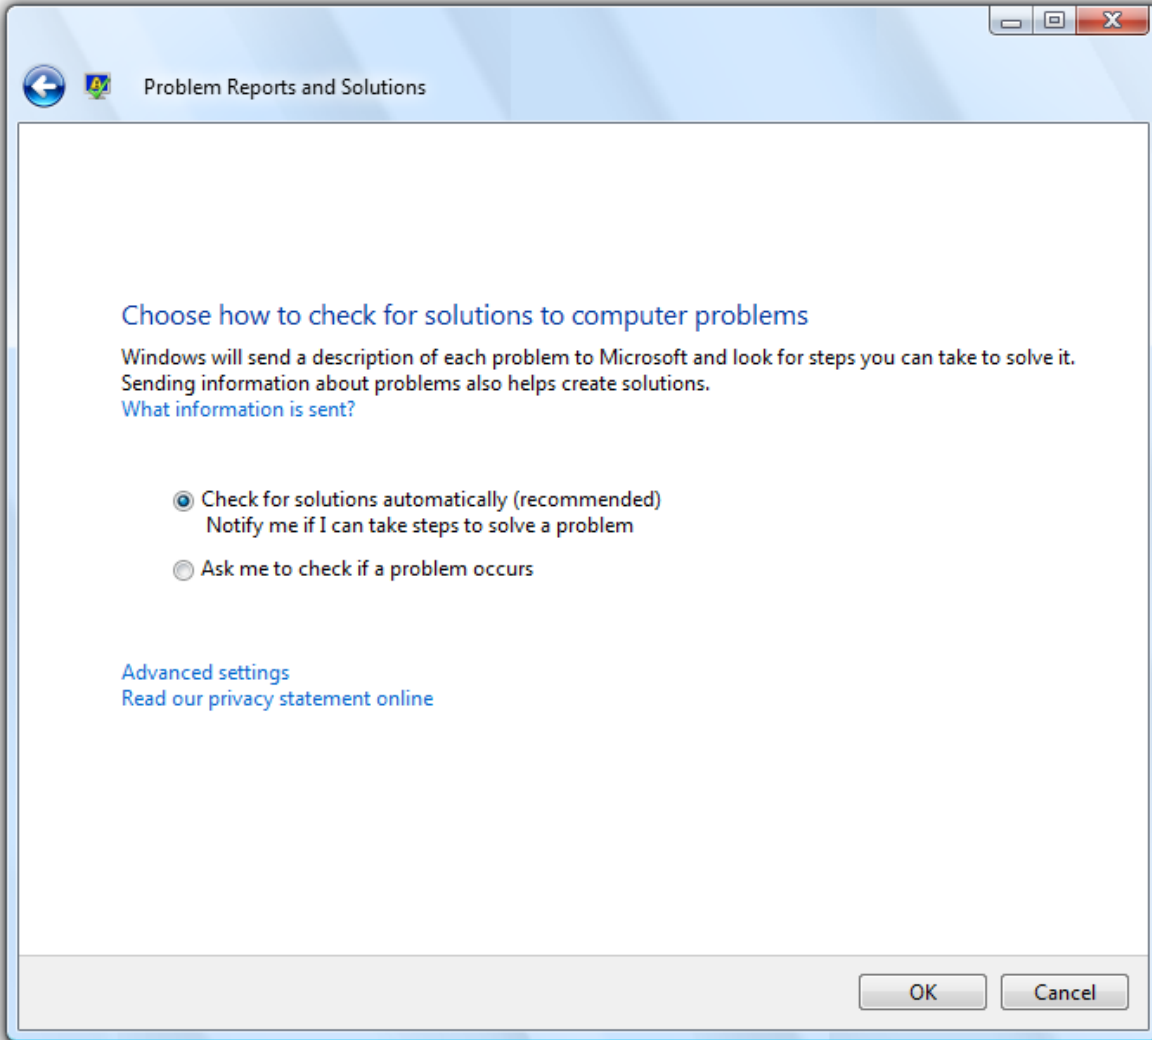 Problem Reports and Solutions
Choose how to check for solutions to computer problems
Windows will send a description of each problem to Microsoft and look for steps you can take to solve it.
Sending information about problems also helps create solutions.
What information is sent?
Check for solutions automatically (recommended)
Notify me if I can take steps to solve a problem
Ask me to check if a problem occurs
Advanced settings
Read our privacy statement online
OK
Cancel